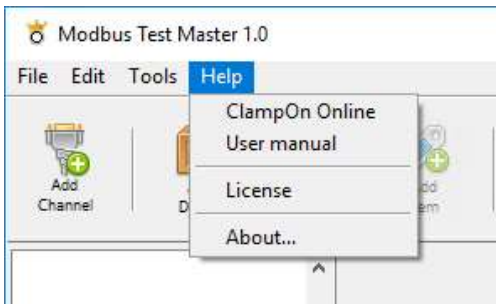 Modbus Test Master 1.0
File Edit Tools Help
ClampOn Online
User manual
License
About...
Add
Channel